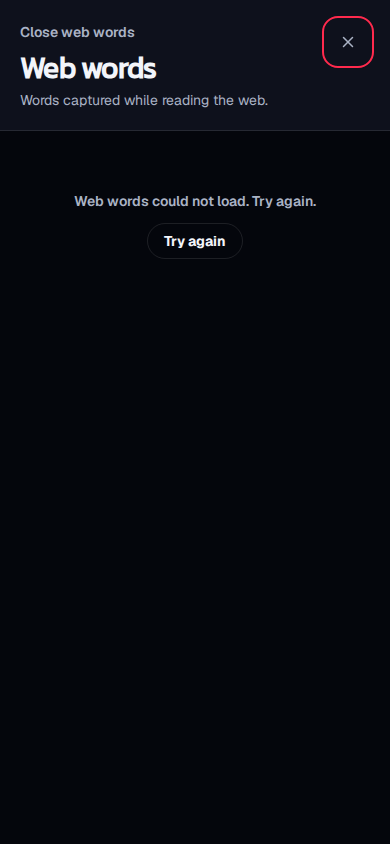 Close web words
Web words
Words captured while reading the web.
Web words could not load. Try again.
Try again